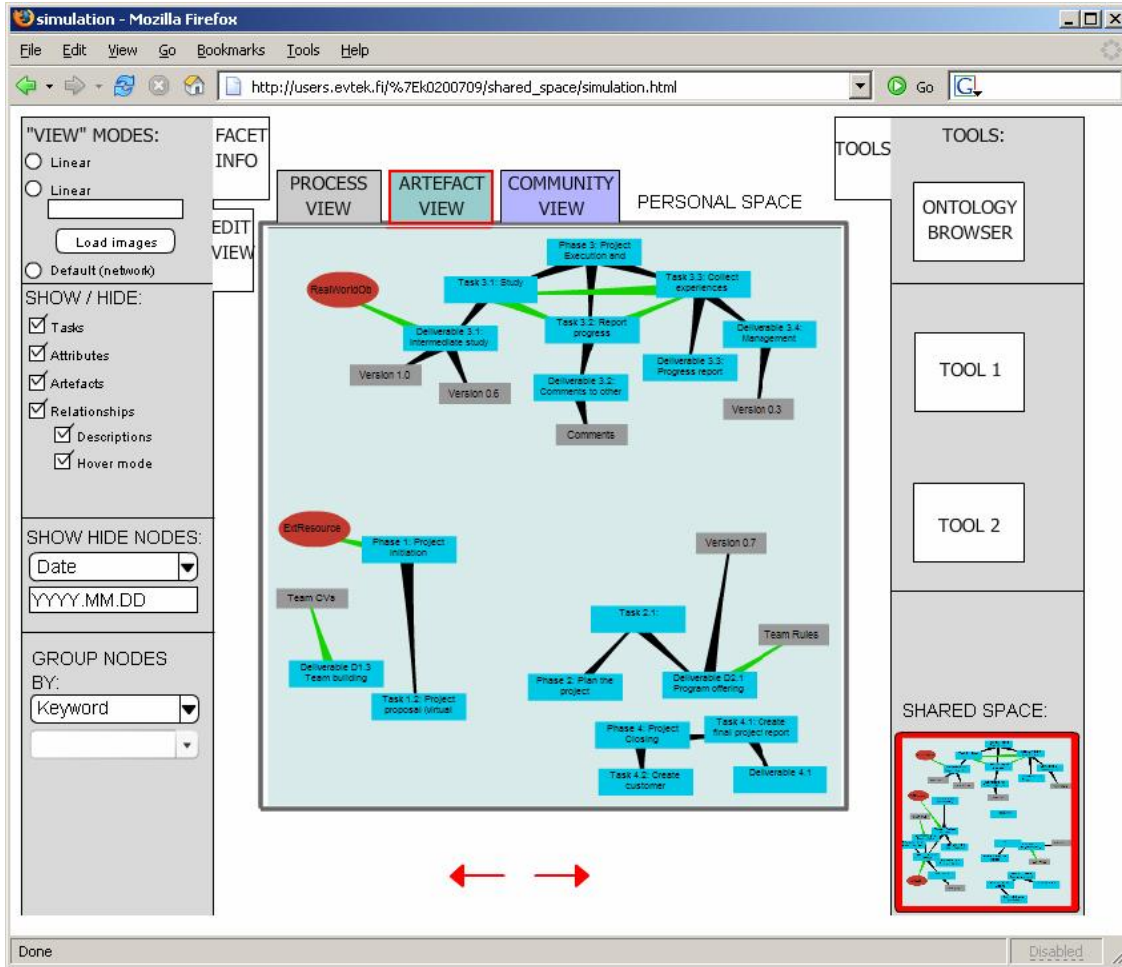 simulation - Mozilla Firefox
File Edit View Go Bookmarks Tools Help
http://users.evtek.fi/%7Ek0200709/shared_space/simulation.html
Go
G
"VIEW" MODES:
Linear
Linear
Load images
Default (network)
SHOW / HIDE:
Tasks
Attributes
Artefacts
Relationships
Descriptions
Hover mode
SHOW HIDE NODES:
Date
YYYY.MM.DD
GROUP NODES
BY:
Keyword
FACET
INFO
EDIT
VIEW
PROCESS
VIEW
ARTEFACT
VIEW
COMMUNITY
VIEW
PERSONAL SPACE
Phase 3: Project
Execution and
RealWorldOb
Task 3.1: Study
Task 3.3: Collect
experiences
Deliverable 3.1:
Intermediate study
Task 3.2: Report
progress
Deliverable 3.4:
Management
Version 1.0
Version 0.6
Deliverable 3.2:
Comments to other
Deliverable 3.3:
Progress report
Version 0.3
Comments
ExtResource
Phase 1: Project
Initiation
Version 0.7
Team CVs
Task 2.1:
Team Rules
Deliverable D1.3
Team building
Phase 2: Plan the
project
Deliverable D2.1
Program offering
Task 1.2: Project
proposal (virtual
Phase 4: Project
Closing
Task 4.1: Create
final project report
Task 4.2: Create
customer
Deliverable 4.1
TOOLS
TOOLS:
ONTOLOGY
BROWSER
TOOL 1
TOOL 2
SHARED SPACE:
Done
Disabled